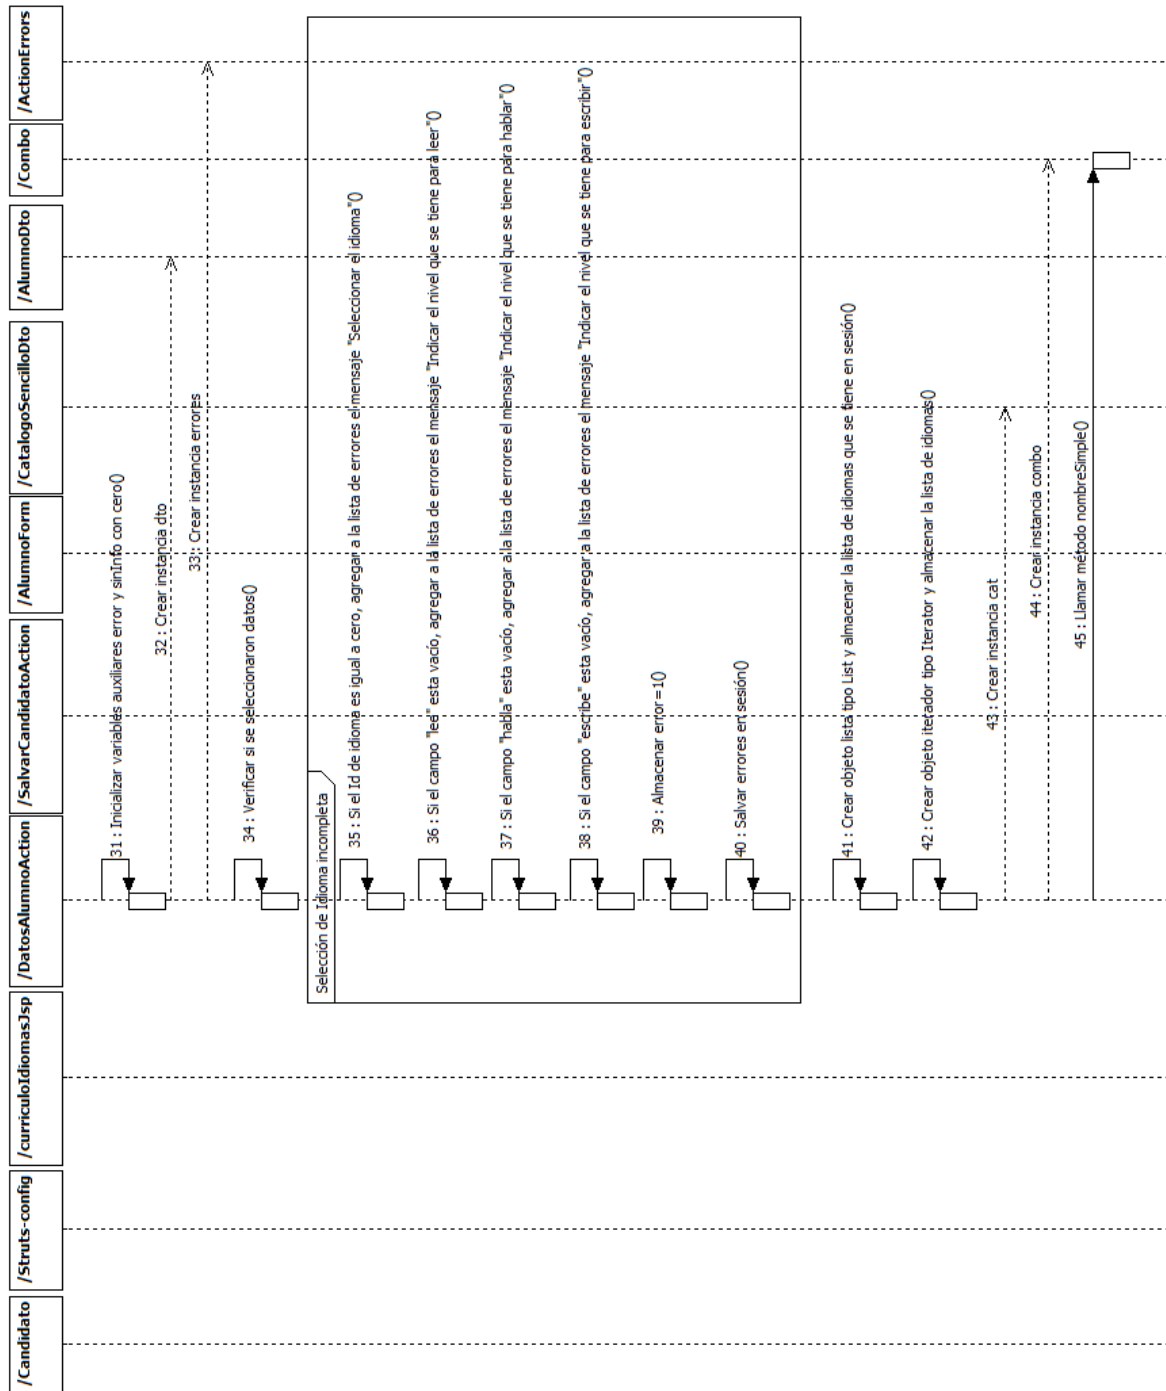 /Candidato
/Struts-config
/curriculoIdiomasJsp
/DatosAlumnoAction
/SalvarCandidatoAction
/AlumnoForm
/CatalogoSencilloDto
/AlumnoDto
/Combo
/ActionErrors
31 : Inicializar variables auxiliares error y sinInfo con cero()
32 : Crear instancia dto
33 : Crear instancia errores
34 : Verificar si se seleccionaron datos()
Selección de Idioma incompleta
35 : Si el Id de idioma es igual a cero, agregar a la lista de errores el mensaje "Seleccionar el idioma"()
36 : Si el campo "lee" esta vacío, agregar a la lista de errores el mensaje "Indicar el nivel que se tiene para leer"()
37 : Si el campo "habla" esta vacío, agregar a la lista de errores el mensaje "Indicar el nivel que se tiene para hablar"()
38 : Si el campo "escribe" esta vacío, agregar a la lista de errores el mensaje "Indicar el nivel que se tiene para escribir"()
39 : Almacenar error=1()
40 : Salvar errores en sesión()
41 : Crear objeto lista tipo List y almacenar la lista de idiomas que se tiene en sesión()
42 : Crear objeto iterador tipo Iterator y almacenar la lista de idiomas()
43 : Crear instancia cat
44 : Crear instancia combo
45 : Llamar método nombreSimple()